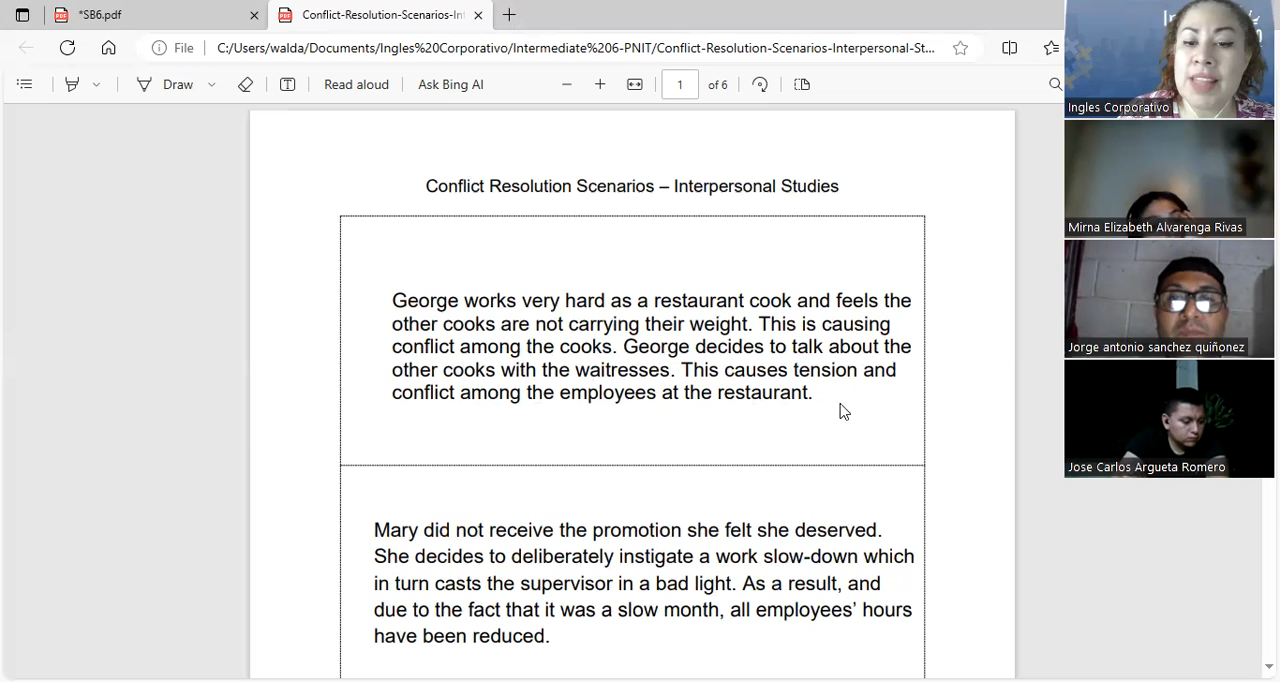 *SB6.pdf
Conflict-Resolution-Scenarios-Int
File
C:/Users/walda/Documents/Ingles%20Corporativo/Intermediate%206-PNIT/Conflict-Resolution-Scenarios-Interpersonal-St...
Draw
Read aloud
Ask Bing AI
1
of 6
Conflict Resolution Scenarios – Interpersonal Studies
George works very hard as a restaurant cook and feels the
other cooks are not carrying their weight. This is causing
conflict among the cooks. George decides to talk about the
other cooks with the waitresses. This causes tension and
conflict among the employees at the restaurant.
Mary did not receive the promotion she felt she deserved.
She decides to deliberately instigate a work slow-down which
in turn casts the supervisor in a bad light. As a result, and
due to the fact that it was a slow month, all employees’ hours
have been reduced.
Ingles Corporativo
Mirna Elizabeth Alvarenga Rivas
Jorge antonio sanchez quiñonez
Jose Carlos Argueta Romero